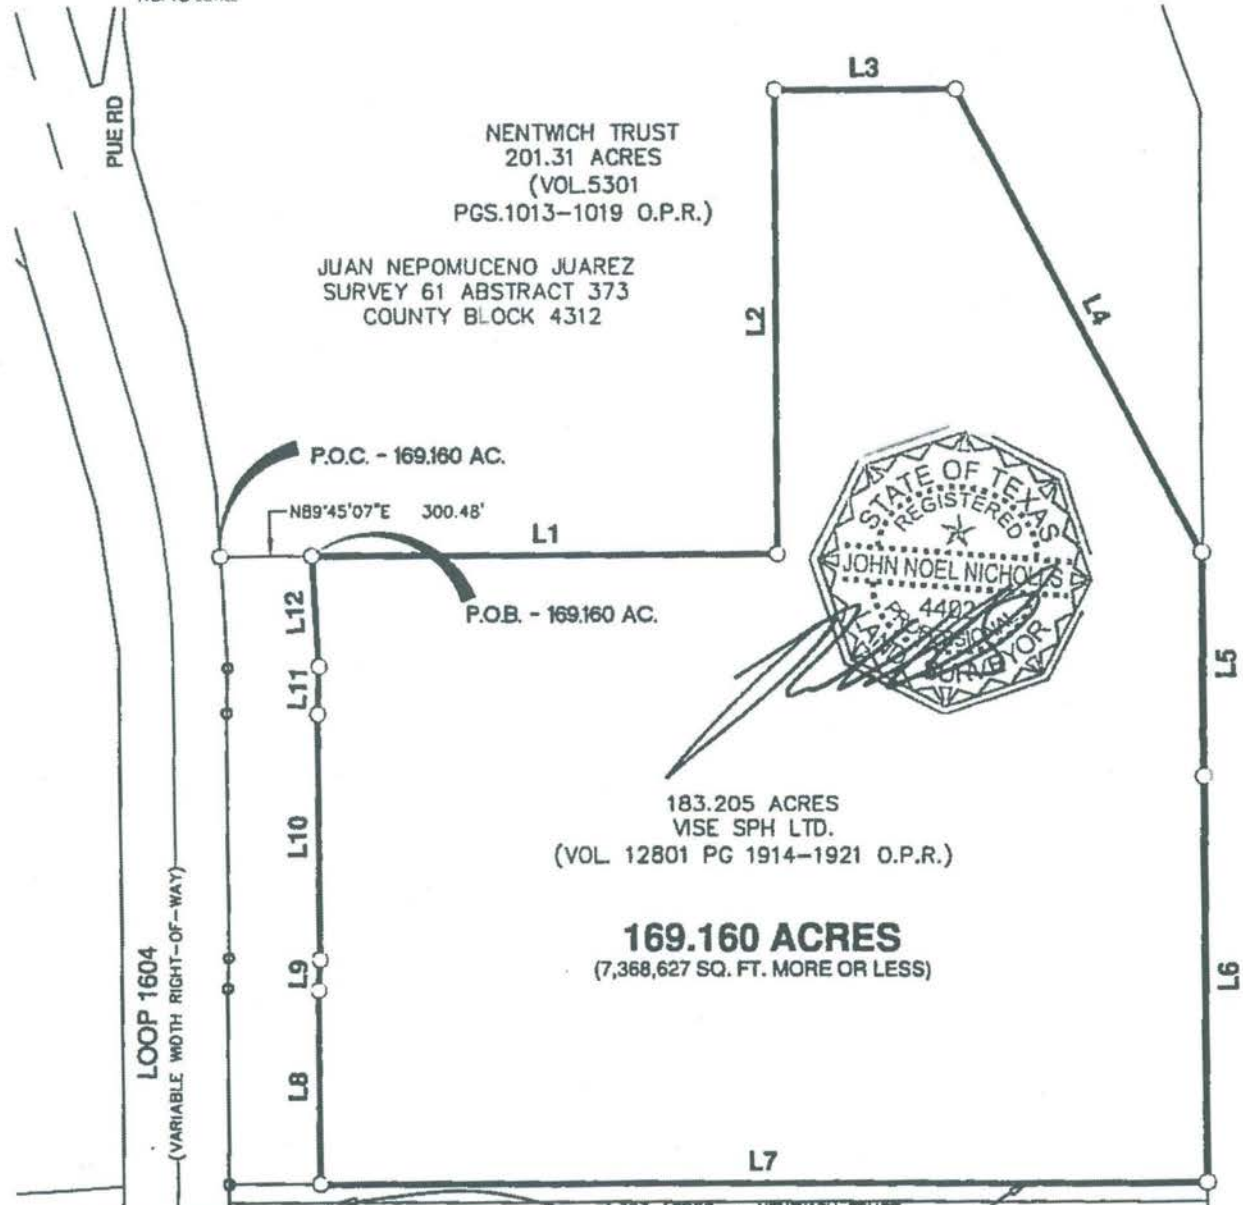 L3
PUE RD
NENTWICH TRUST
201.31 ACRES
(VOL.5301
PGS.1013-1019 O.P.R.)
JUAN NEPOMUCENO JUAREZ
SURVEY 61 ABSTRACT 373
COUNTY BLOCK 4312
L2
L4
P.O.C. - 169.160 AC.
N89°45'07"E 300.48'
L1
P.O.B. - 169.160 AC.
STATE OF TEXAS
REGISTERED
JOHN NOEL NICHOLLS
4402
PROFESSIONAL
LAND SURVEYOR
L12
L11
L5
183.205 ACRES
VISE SPH LTD.
(VOL. 12801 PG 1914-1921 O.P.R.)
L10
169.160 ACRES
(7,368,627 SQ. FT. MORE OR LESS)
LOOP 1604
(VARIABLE WIDTH RIGHT-OF-WAY)
L9
L6
L8
L7